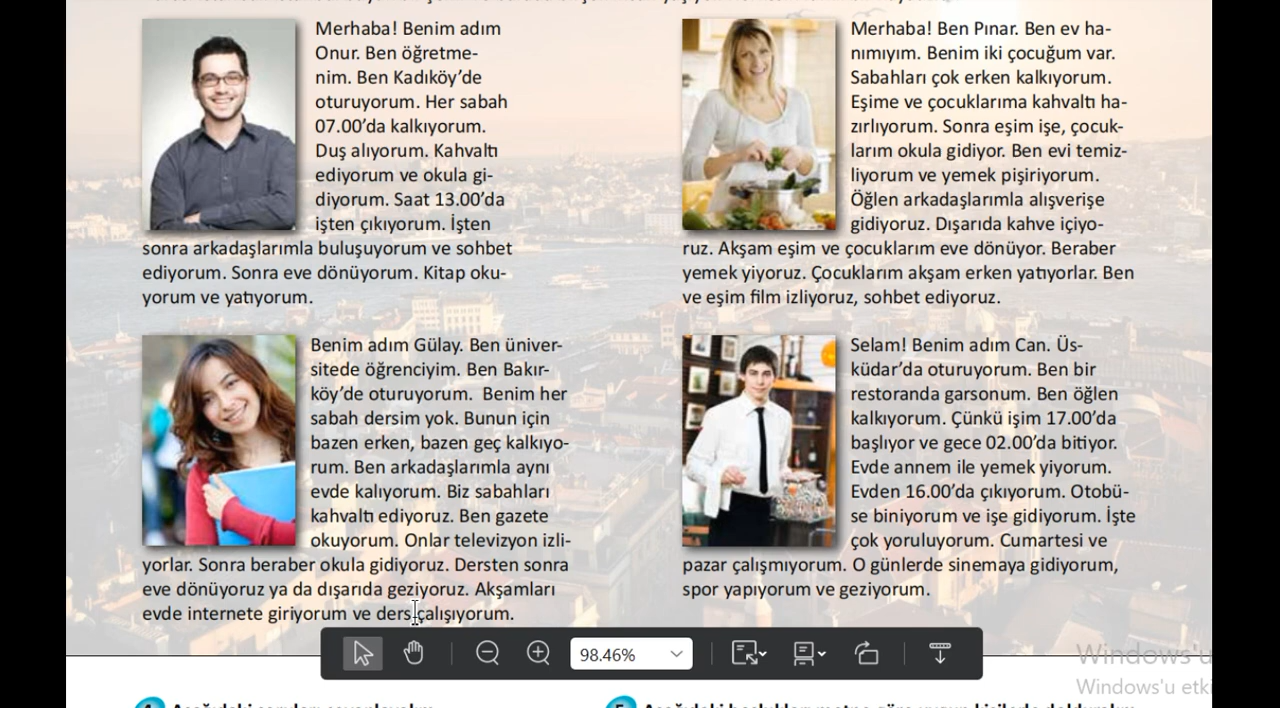 Merhaba! Benim adım
Onur. Ben öğretme-
nim. Ben Kadıköy’de
oturuyorum. Her sabah
07.00’da kalkıyorum.
Duş alıyorum. Kahvaltı
ediyorum ve okula gi-
diyorum. Saat 13.00’da
işten çıkıyorum. İşten
sonra arkadaşlarımla buluşuyorum ve sohbet
ediyorum. Sonra eve dönüyorum. Kitap oku-
yorum ve yatıyorum.
Merhaba! Ben Pınar. Ben ev ha-
nımıyım. Benim iki çocuğum var.
Sabahları çok erken kalkıyorum.
Eşime ve çocuklarıma kahvaltı ha-
zırlıyorum. Sonra eşim işe, çocuk-
larım okula gidiyor. Ben evi temiz-
liyorum ve yemek pişiriyorum.
Öğlen arkadaşlarımla alışverişe
gidiyoruz. Dışarıda kahve içiyo-
ruz. Akşam eşim ve çocuklarım eve dönüyor. Beraber
yemek yiyoruz. Çocuklarım akşam erken yatıyorlar. Ben
ve eşim film izliyoruz, sohbet ediyoruz.
Benim adım Gülay. Ben üniver-
sitede öğrenciyim. Ben Bakır-
köy’de oturuyorum. Benim her
sabah dersim yok. Bunun için
bazen erken, bazen geç kalkıyo-
rum. Ben arkadaşlarımla aynı
evde kalıyorum. Biz sabahları
kahvaltı ediyoruz. Ben gazete
okuyorum. Onlar televizyon izli-
yorlar. Sonra beraber okula gidiyoruz. Dersten sonra
eve dönüyoruz ya da dışarıda geziyoruz. Akşamları
evde internete giriyorum ve ders çalışıyorum.
Selam! Benim adım Can. Üs-
küdar’da oturuyorum. Ben bir
restoranda garsonum. Ben öğlen
kalkıyorum. Çünkü işim 17.00’da
başlıyor ve gece 02.00’da bitiyor.
Evde annem ile yemek yiyorum.
Evden 16.00’da çıkıyorum. Otobü-
se biniyorum ve işe gidiyorum. İşte
çok yoruluyorum. Cumartesi ve
pazar çalışmıyorum. O günlerde sinemaya gidiyorum,
spor yapıyorum ve geziyorum.
98.46%
Windows'u
Windows'u etki